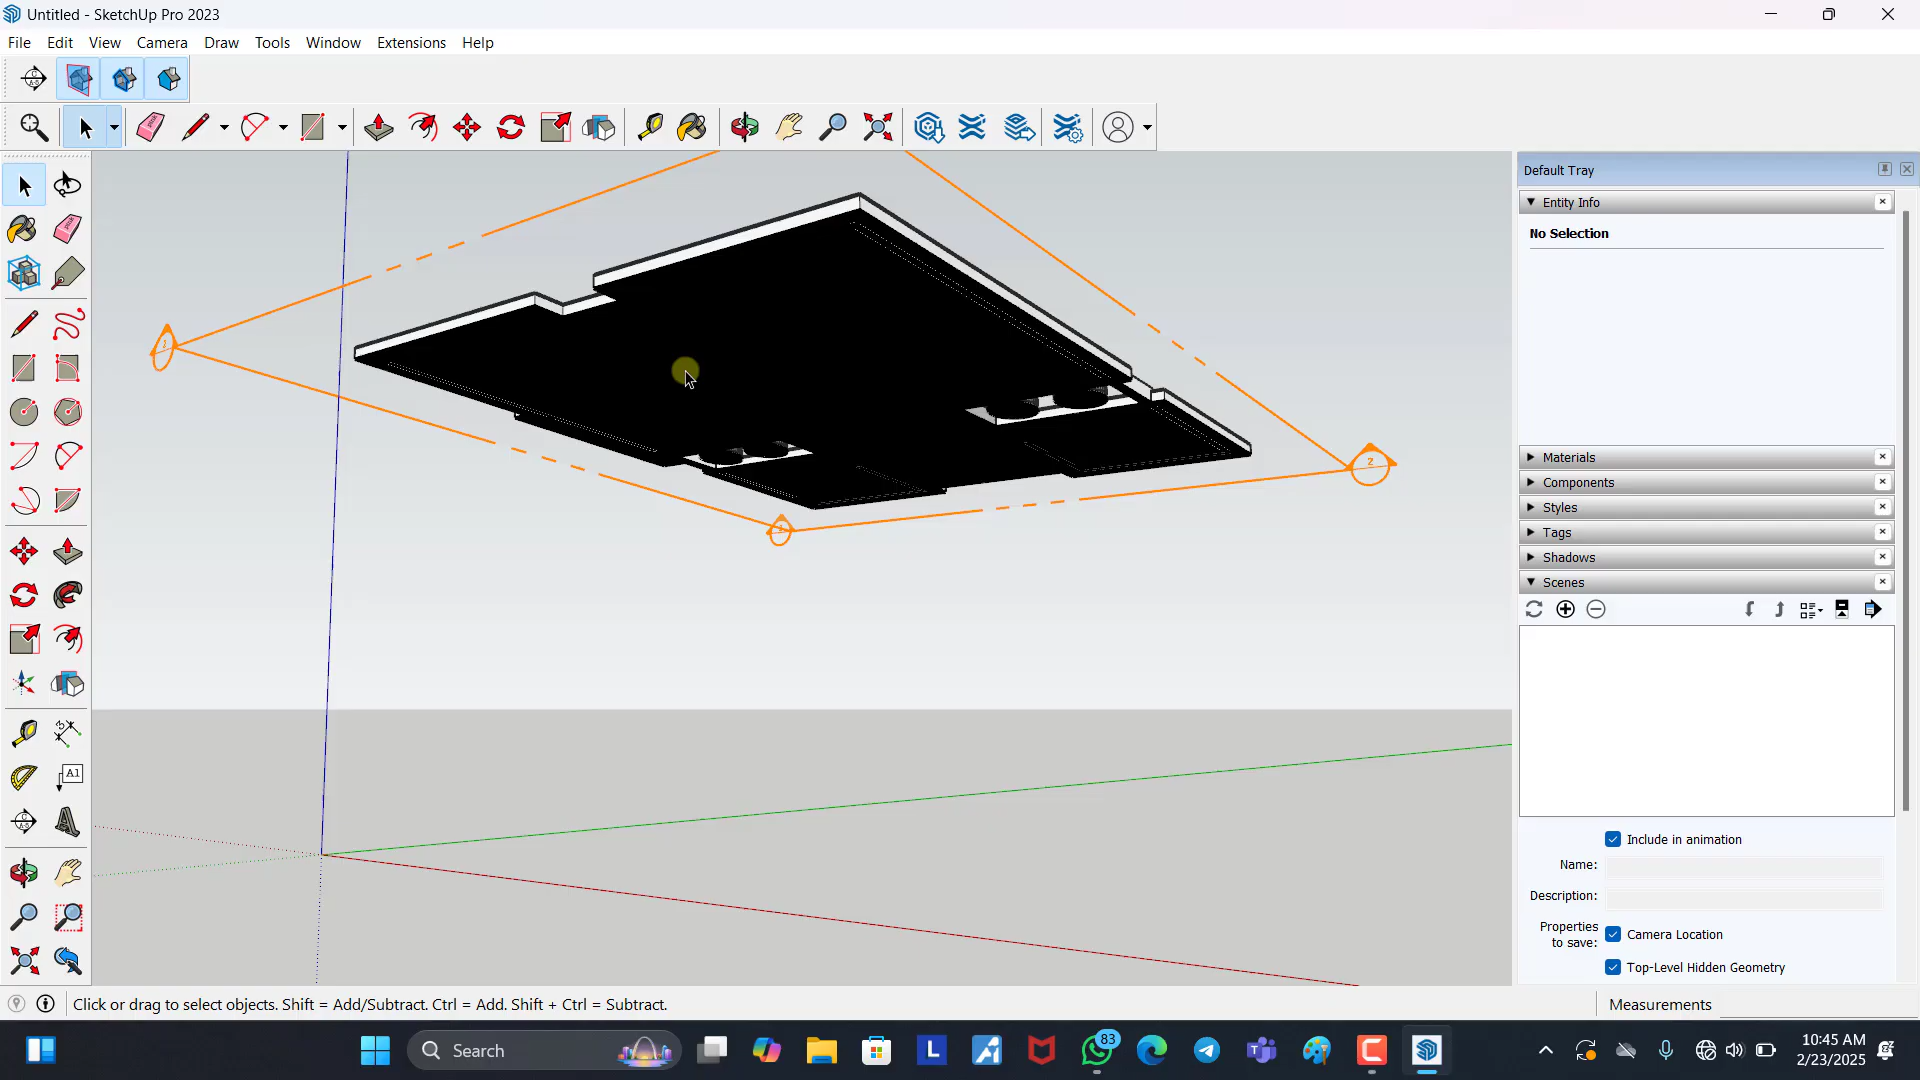 Untitled - SketchUp Pro 2023
File Edit View Camera Draw Tools Window Extensions Help
Default Tray
Entity Info
No Selection
Materials
Components
Styles
Tags
Shadows
Scenes
Include in animation
Name:
Description:
Properties to save:
Camera Location
Top-Level Hidden Geometry
2
A1
Click or drag to select objects. Shift = Add/Subtract. Ctrl = Add. Shift + Ctrl = Subtract.
Measurements
Search
83
10:45 AM
2/23/2025